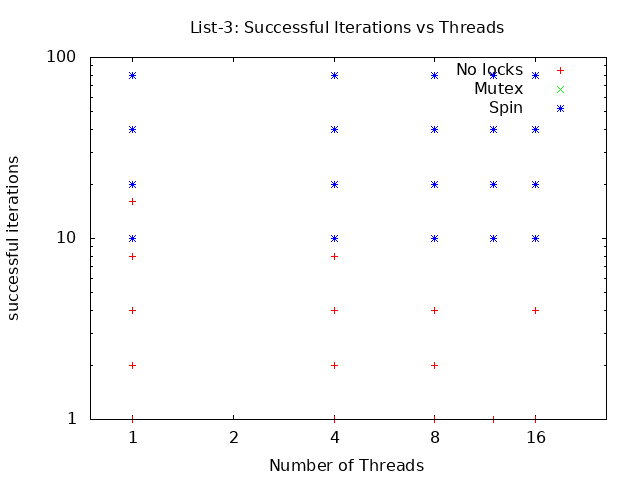 List-3: Successful Iterations vs Threads
100
10
1
successful iterations
No locks
Mutex
Spin
1 2 4 8 16
Number of Threads